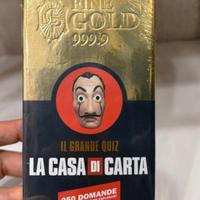 FINE
GOLD
999.9
IL GRANDE QUIZ
LA CASA DI CARTA
250 DOMANDE